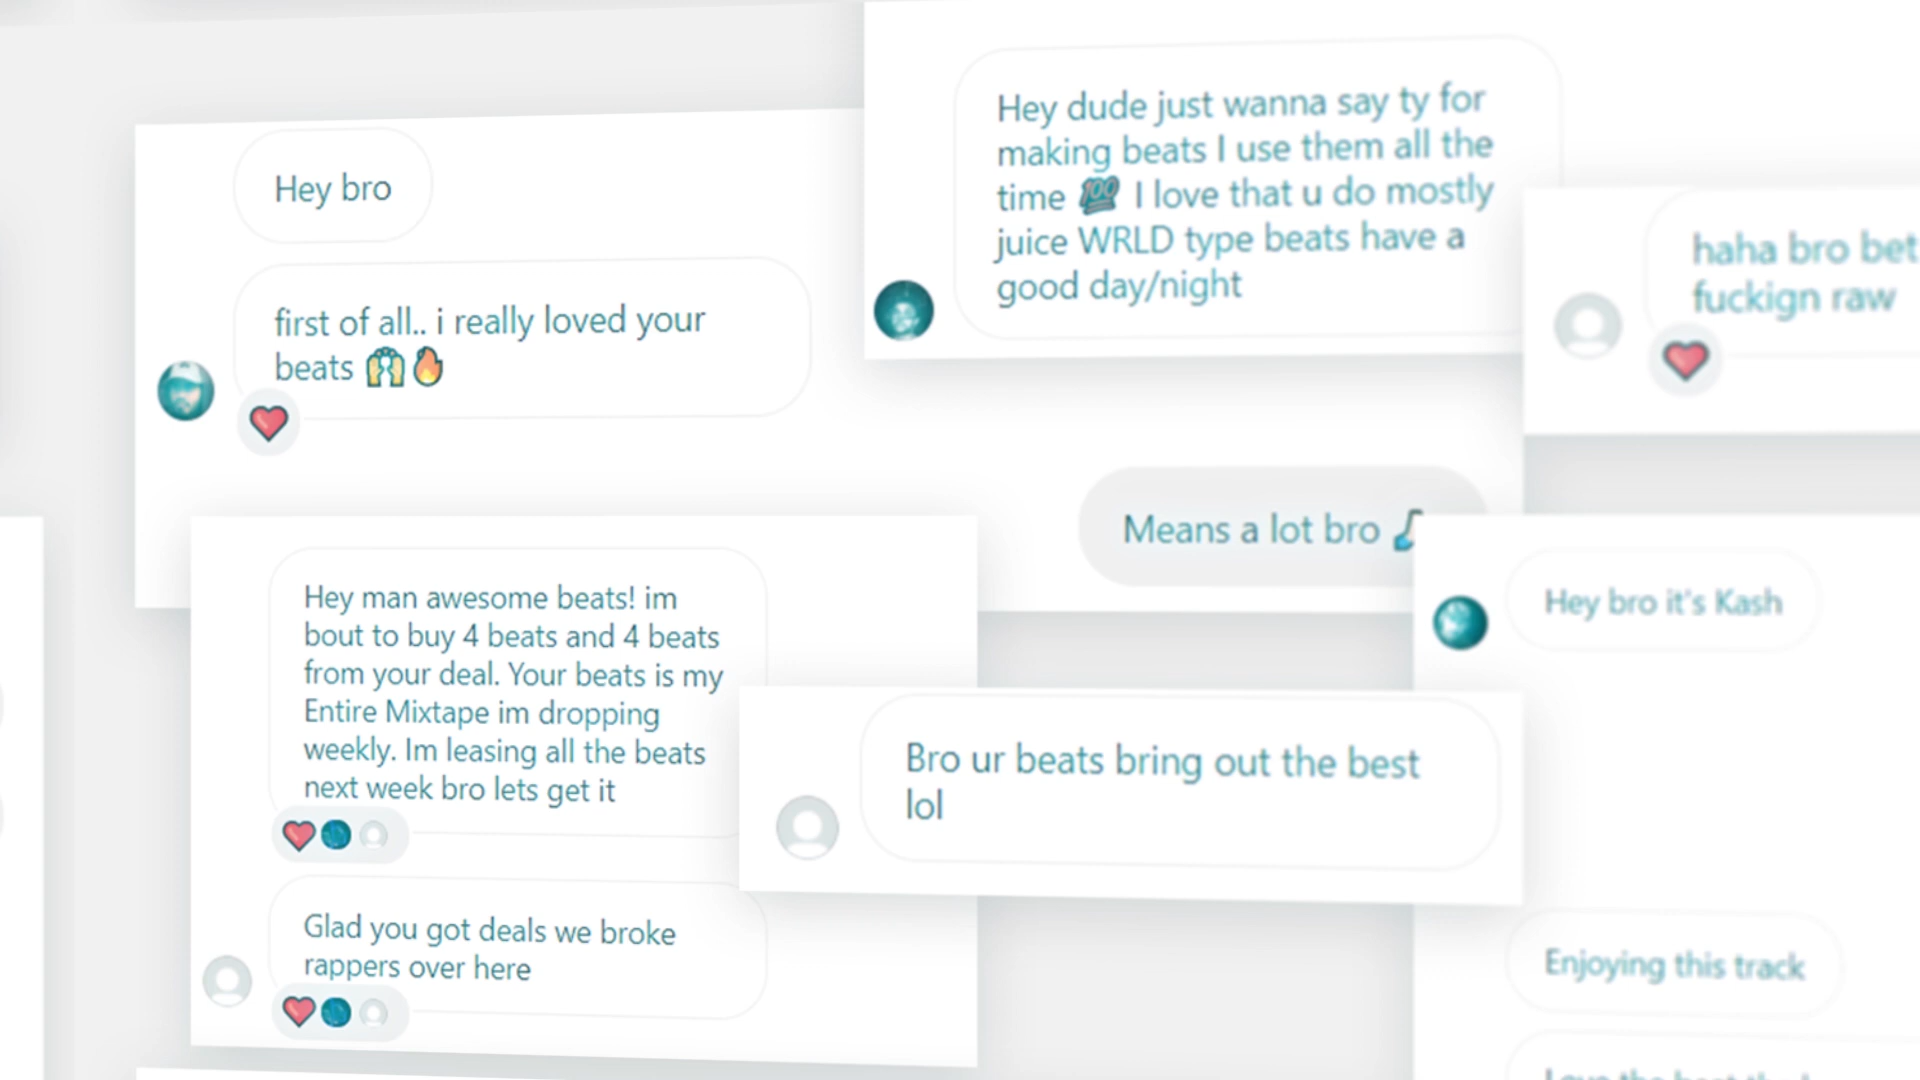 Hey bro
first of all.. i really loved your
beats 🙌🔥
Hey dude just wanna say ty for
making beats I use them all the
time 💯 I love that u do mostly
juice WRLD type beats have a
good day/night
haha bro bet
fuckign raw
Means a lot bro
Hey man awesome beats! im
bout to buy 4 beats and 4 beats
from your deal. Your beats is my
Entire Mixtape im dropping
weekly. Im leasing all the beats
next week bro lets get it
Glad you got deals we broke
rappers over here
Bro ur beats bring out the best
lol
Hey bro it's Kash
Enjoying this track